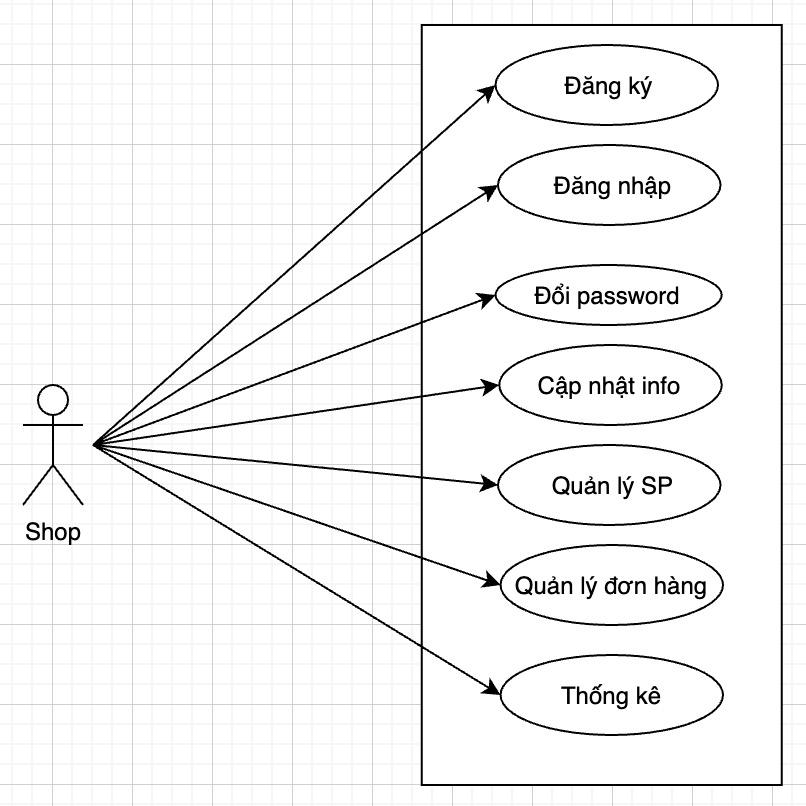 Đăng ký
Đăng nhập
Đổi password
Cập nhật info
Quản lý SP
Quản lý đơn hàng
Thống kê
Shop